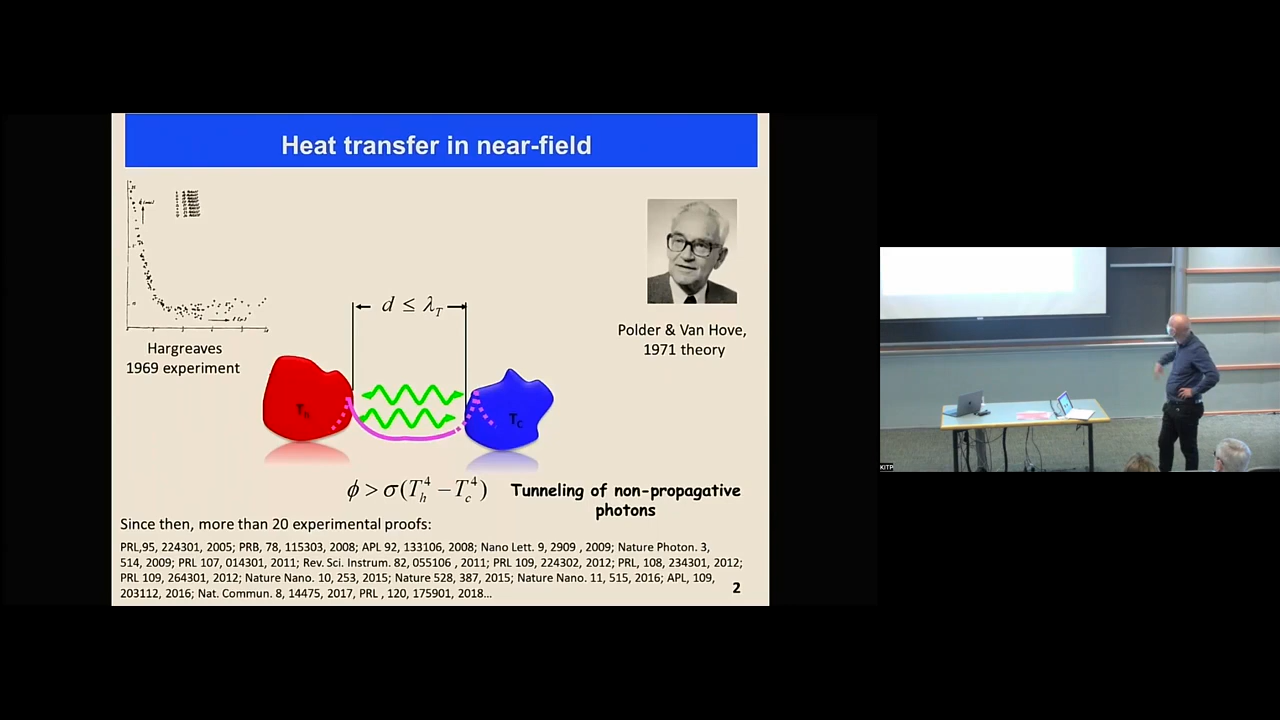 Heat transfer in near-field
d ≤ λ_T
Polder & Van Hove,
1971 theory
Hargreaves
1969 experiment
T_c
ϕ > σ(T_h^4 − T_c^4)
Tunneling of non-propagative
photons
Since then, more than 20 experimental proofs:
PRL,95, 224301, 2005; PRB, 78, 115303, 2008; APL 92, 133106, 2008; Nano Lett. 9, 2909 , 2009; Nature Photon. 3,
514, 2009; PRL 107, 014301, 2011; Rev. Sci. Instrum. 82, 055106 , 2011; PRL 109, 224302, 2012; PRL, 108, 234301, 2012;
PRL 109, 264301, 2012; Nature Nano. 10, 253, 2015; Nature 528, 387, 2015; Nature Nano. 11, 515, 2016; APL, 109,
203112, 2016; Nat. Commun. 8, 14475, 2017, PRL , 120, 175901, 2018...
2
KITP